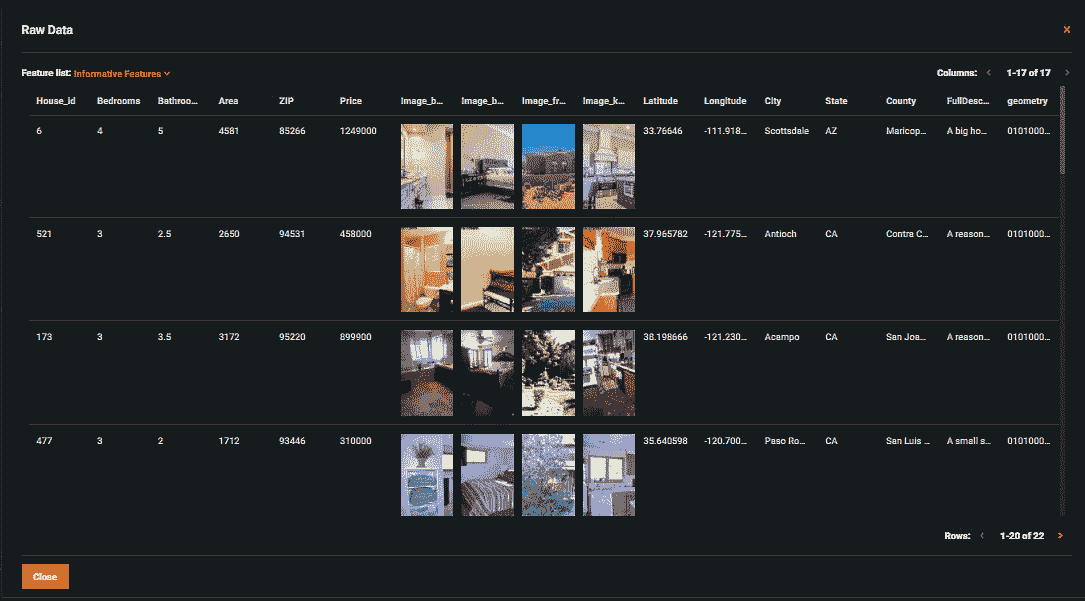 Raw Data
×
Feature list: Informative Features
Columns: < 1-17 of 17 >
House_id Bedrooms Bathroo... Area ZIP Price Image_b... Image_b... Image_fr... Image_k... Latitude Longitude City State County FullDesc... geometry
6 4 5 4581 85266 1249000 33.76646 -111.918... Scottsdale AZ Maricop... A big ho... 0101000...
521 3 2.5 2650 94531 458000 37.965782 -121.775... Antioch CA Contra C... A reason... 0101000...
173 3 3.5 3172 95220 899900 38.198666 -121.230... Acampo CA San Joa... A reason... 0101000...
477 3 2 1712 93446 310000 35.640598 -120.700... Paso Ro... CA San Luis ... A small s... 0101000...
Rows: < 1-20 of 22 >
Close